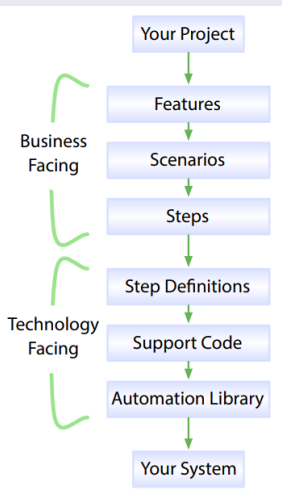 Your Project
Features
Business
Facing
Scenarios
Steps
Step Definitions
Technology
Facing
Support Code
Automation Library
Your System